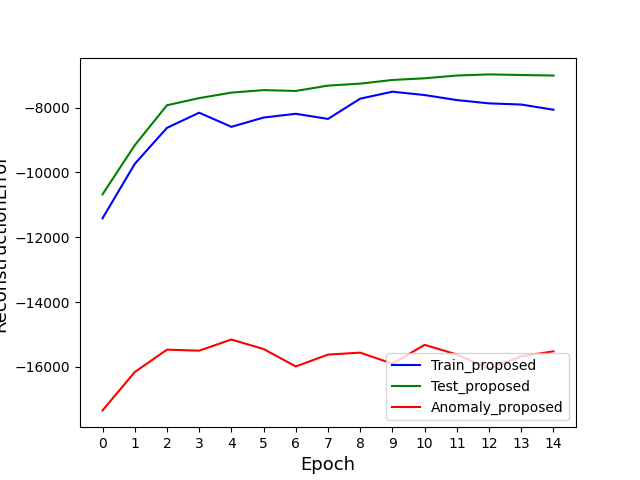 ReconstructionError
−8000
−10000
−12000
−14000
−16000
0 1 2 3 4 5 6 7 8 9 10 11 12 13 14
Epoch
Train_proposed
Test_proposed
Anomaly_proposed